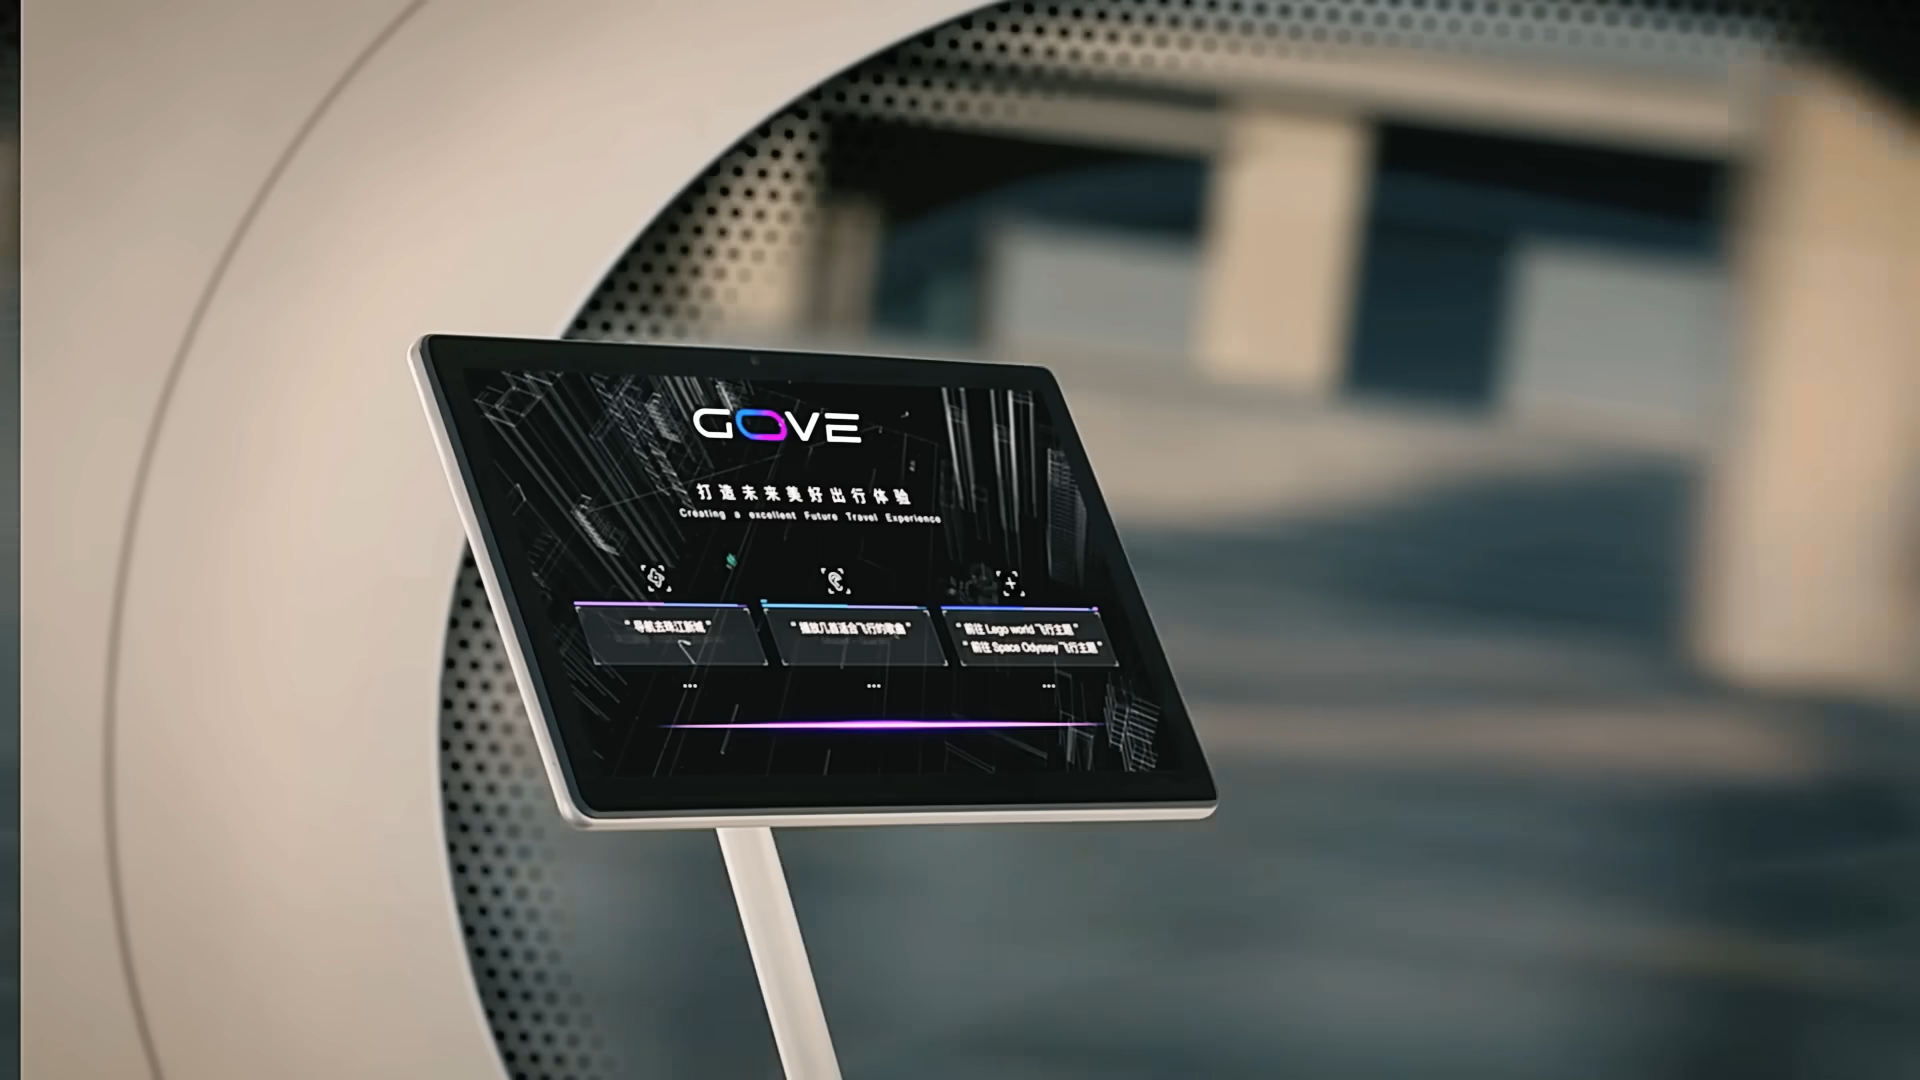 GOVE
打造未来美好出行体验
Creating a excellent Future Travel Experience
“导航去珠江新城”
“播放几首适合飞行的歌曲”
“前往 Lego world 飞行主题”
“前往 Space Odyssey 飞行主题”